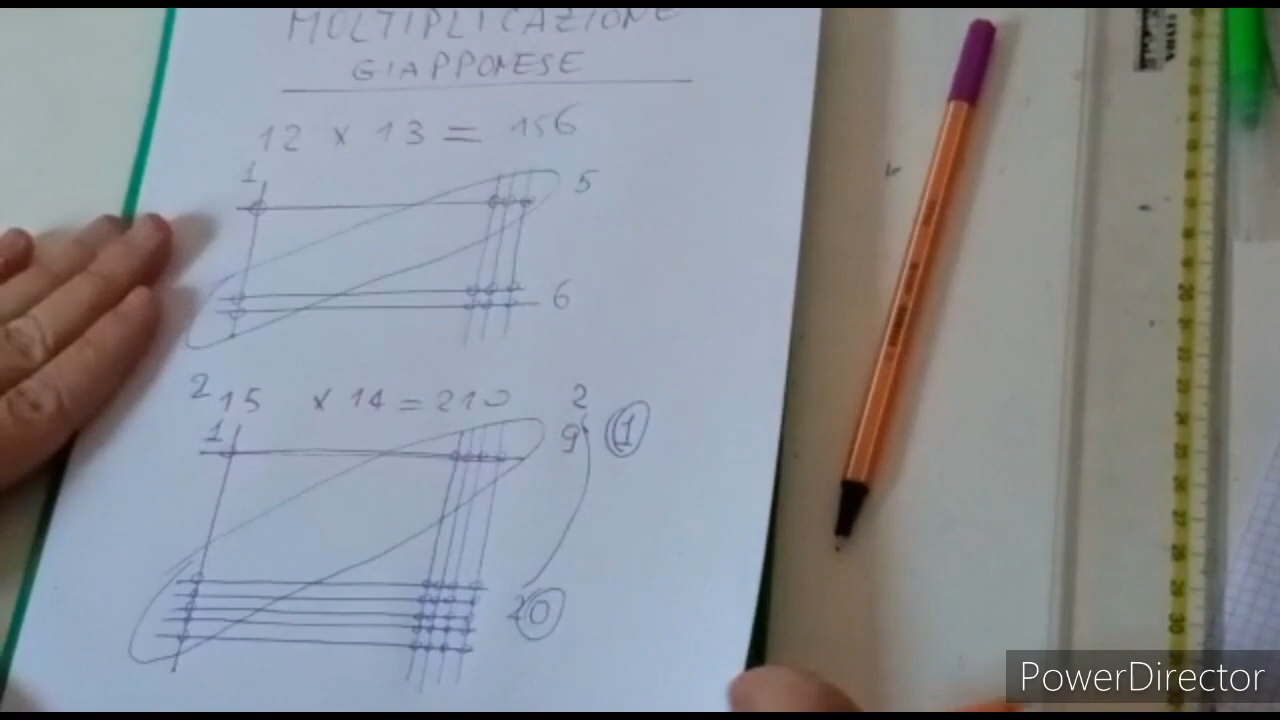 MOLTIPLICAZIONE
GIAPPONESE
12 x 13 = 156
1
5
6
2 15 x 14 = 210 2
1
9 1
20
PowerDirector